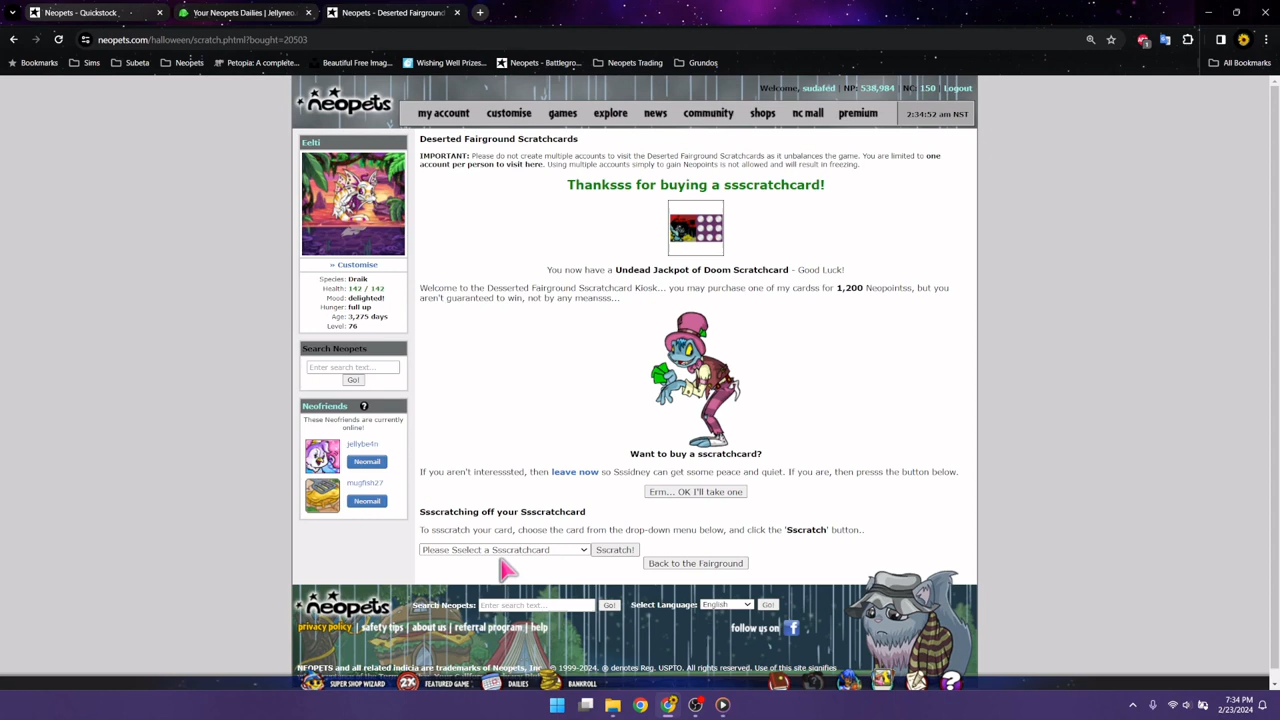 Neopets - Quickstock
Your Neopets Dailies | Jellyneo
Neopets - Deserted Fairground
neopets.com/halloween/scratch.phtml?bought=20503
Bookmarks
Sims
Subeta
Neopets
Petopia: A complete...
Beautiful Free Imag...
Wishing Well Prizes...
Neopets - Battlegro...
Neopets Trading
Grundos
All Bookmarks
neopets
Welcome, sudaféd | NP: 538,984 | NC: 150 | Logout
my account customise games explore news community shops nc mall premium
2:34:52 am NST
Eelti
» Customise
Species: Draik
Health: 142 / 142
Mood: delighted!
Hunger: full up
Age: 3,275 days
Level: 76
Search Neopets
Enter search text...
Go!
Neofriends ?
These Neofriends are currently
online!
jellybe4n
Neomail
mugfish27
Neomail
Deserted Fairground Scratchcards
IMPORTANT: Please do not create multiple accounts to visit the Deserted Fairground Scratchcards as it unbalances the game. You are limited to one
account per person to visit here. Using multiple accounts simply to gain Neopoints is not allowed and will result in freezing.
Thanksss for buying a ssscratchcard!
You now have a Undead Jackpot of Doom Scratchcard - Good Luck!
Welcome to the Desserted Fairground Sscratchcard Kiosk... you may purchase one of my cardss for 1,200 Neopointss, but you
aren't guaranteed to win, not by any meansss...
Want to buy a sscratchcard?
If you aren't interesssted, then leave now so Sssidney can get ssome peace and quiet. If you are, then presss the button below.
Erm... OK I'll take one
Ssscratching off your Sssscratchcard
To ssscratch your card, choose the card from the drop-down menu below, and click the 'Sscratch' button..
Please Sselect a Ssscratchcard
Sscratch!
Back to the Fairground
neopets
Search Neopets: Enter search text... Go! Select Language: English Go!
privacy policy | safety tips | about us | referral program | help
follow us on
NEOPETS and all related indicia are trademarks of Neopets, Inc. © 1999-2024. ® denotes Reg. USPTO. All rights reserved. Use of this site signifies
SUPER SHOP WIZARD 2X FEATURED GAME DAILIES BANKROLL ?
7:34 PM
2/23/2024